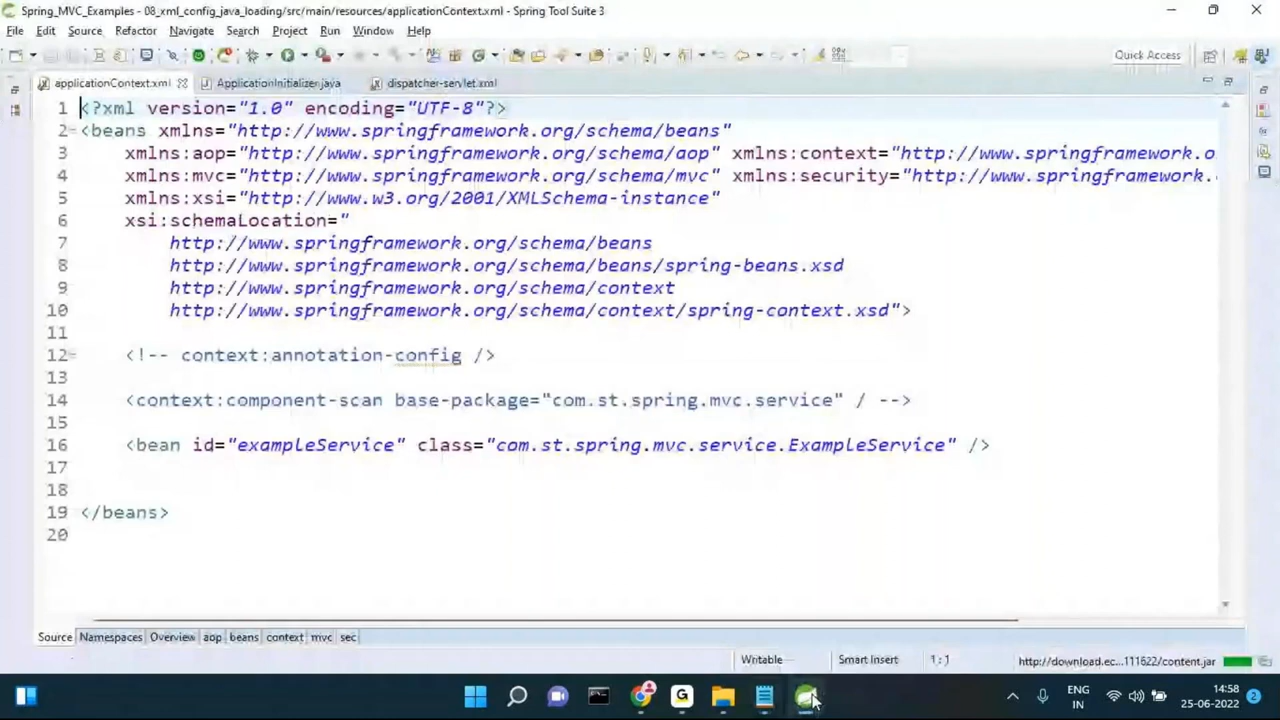 Spring_MVC_Examples - 08_xml_config_java_loading/src/main/resources/applicationContext.xml - Spring Tool Suite 3
File Edit Source Refactor Navigate Search Project Run Window Help
Quick Access
applicationContext.xml ApplicationInitializer.java dispatcher-servlet.xml
1 <?xml version="1.0" encoding="UTF-8"?>
2 <beans xmlns="http://www.springframework.org/schema/beans"
3 xmlns:aop="http://www.springframework.org/schema/aop" xmlns:context="http://www.springframework.o
4 xmlns:mvc="http://www.springframework.org/schema/mvc" xmlns:security="http://www.springframework.
5 xmlns:xsi="http://www.w3.org/2001/XMLSchema-instance"
6 xsi:schemaLocation="
7 http://www.springframework.org/schema/beans
8 http://www.springframework.org/schema/beans/spring-beans.xsd
9 http://www.springframework.org/schema/context
10 http://www.springframework.org/schema/context/spring-context.xsd">
11
12 <!-- context:annotation-config />
13
14 <context:component-scan base-package="com.st.spring.mvc.service" / -->
15
16 <bean id="exampleService" class="com.st.spring.mvc.service.ExampleService" />
17
18
19 </beans>
20
Source Namespaces Overview aop beans context mvc sec
Writable Smart Insert 1:1 http://download.ec...111622/content.jar
ENG IN 14:58 25-06-2022 2